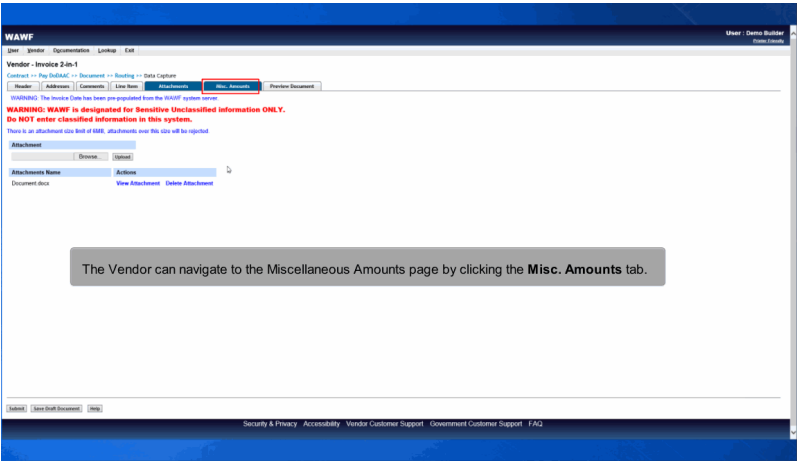 WAWF
User : Demo Builder
Printer Friendly
User Vendor Documentation Lookup Exit
Vendor - Invoice 2-in-1
Contract >> Pay DoDAAC >> Document >> Routing >> Data Capture
Header Addresses Comments Line Item Attachments Misc. Amounts Preview Document
WARNING: The Invoice Date has been pre-populated from the WAWF system server.
WARNING: WAWF is designated for Sensitive Unclassified information ONLY.
Do NOT enter classified information in this system.
There is an attachment size limit of 6MB, attachments over this size will be rejected
Attachment
Browse... Upload
Attachments Name Actions
Document.docx View Attachment Delete Attachment
The Vendor can navigate to the Miscellaneous Amounts page by clicking the Misc. Amounts tab.
Submit Save Draft Document Help
Security & Privacy Accessibility Vendor Customer Support Government Customer Support FAQ